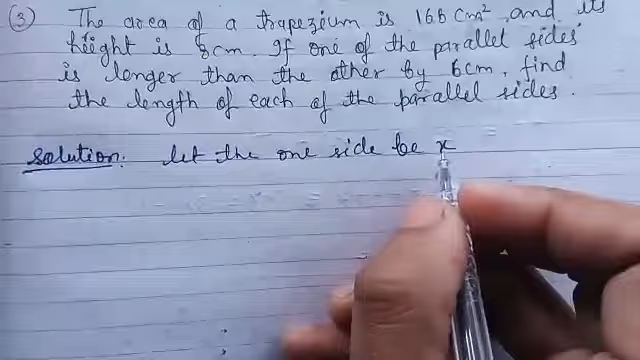 (3) The area of a trapezium is 168 cm² and its
height is 8cm. If one of the parallel sides
is longer than the other by 6cm, find
the length of each of the parallel sides.
Solution: let the one side be x